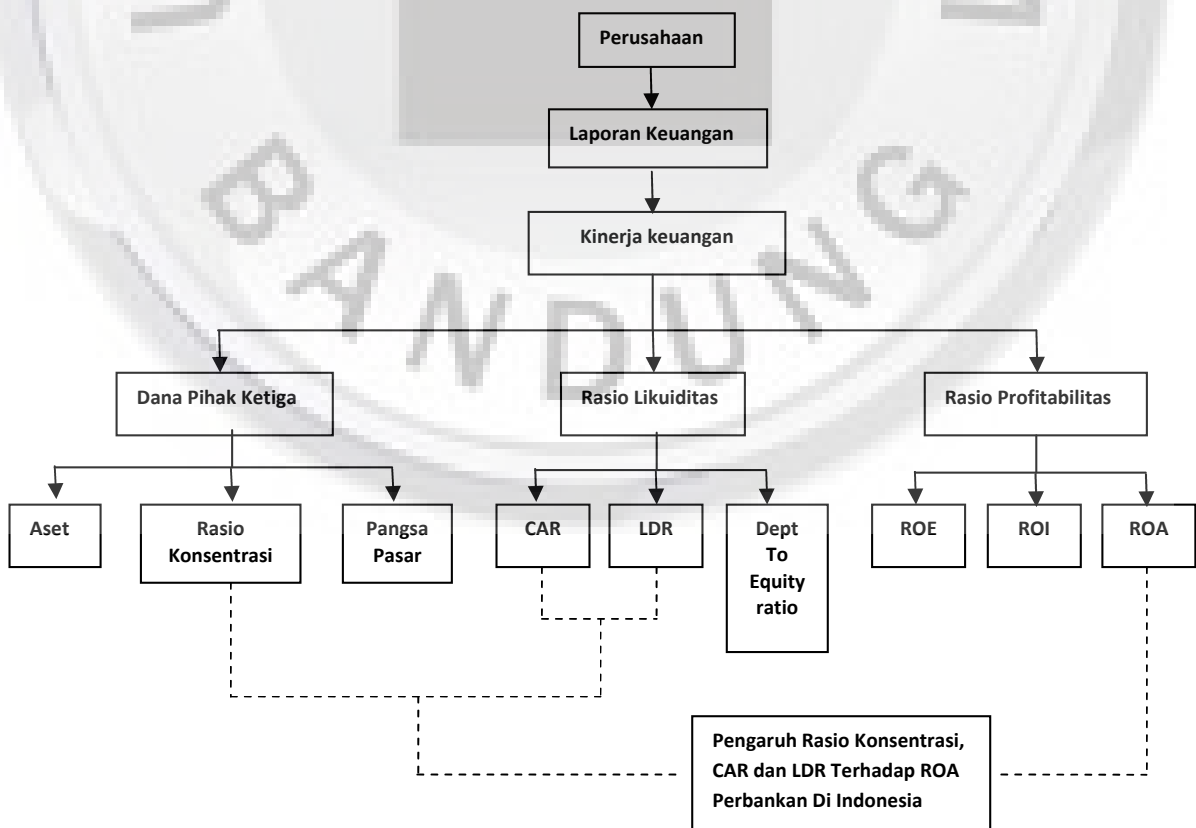 Perusahaan
Laporan Keuangan
Kinerja keuangan
BANDUNG
Dana Pihak Ketiga
Rasio Likuiditas
Rasio Profitabilitas
Aset
Rasio
Konsentrasi
Pangsa
Pasar
CAR
LDR
Dept
To
Equity
ratio
ROE
ROI
ROA
Pengaruh Rasio Konsentrasi,
CAR dan LDR Terhadap ROA
Perbankan Di Indonesia